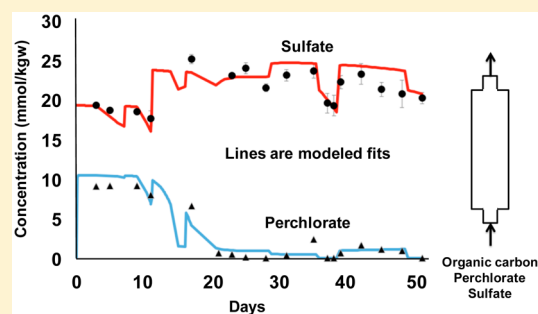 Concentration (mmol/kgw)
30
25
20
15
10
5
0
Sulfate
Lines are modeled fits
Perchlorate
0
10
20
30
40
50
Days
Organic carbon
Perchlorate
Sulfate